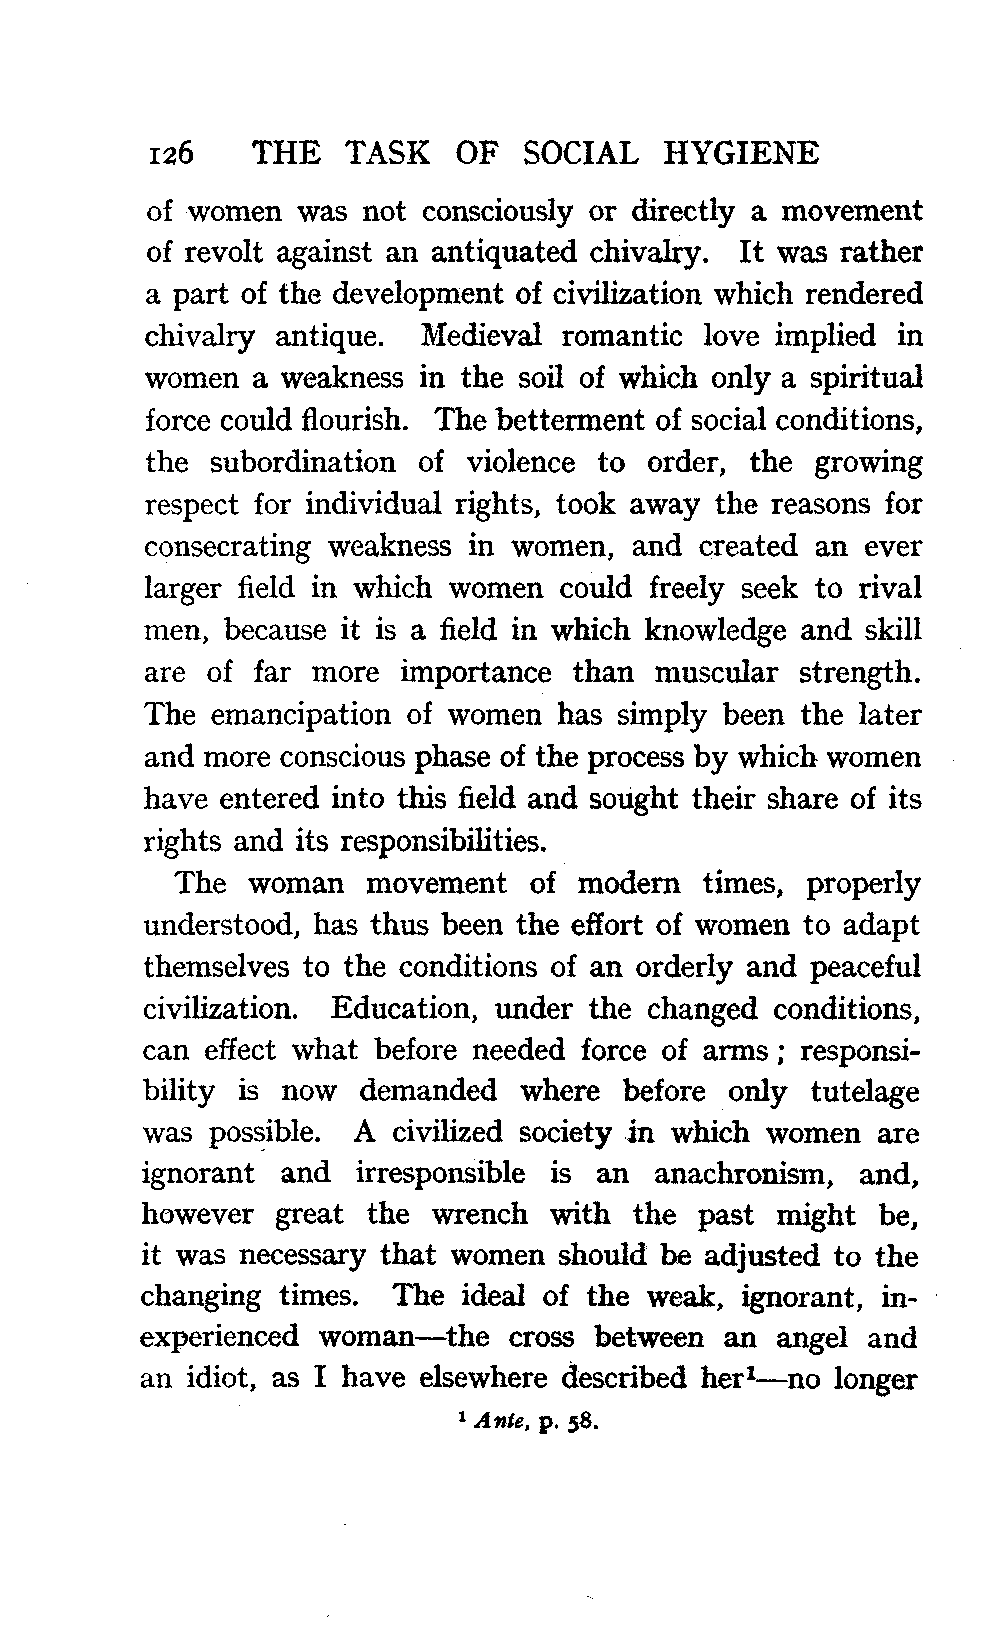 126 THE TASK OF SOCIAL HYGIENE
of women was not consciously or directly a movement
of revolt against an antiquated chivalry. It was rather
a part of the development of civilization which rendered
chivalry antique. Medieval romantic love implied in
women a weakness in the soil of which only a spiritual
force could flourish. The betterment of social conditions,
the subordination of violence to order, the growing
respect for individual rights, took away the reasons for
consecrating weakness in women, and created an ever
larger field in which women could freely seek to rival
men, because it is a field in which knowledge and skill
are of far more importance than muscular strength.
The emancipation of women has simply been the later
and more conscious phase of the process by which women
have entered into this field and sought their share of its
rights and its responsibilities.
The woman movement of modern times, properly
understood, has thus been the effort of women to adapt
themselves to the conditions of an orderly and peaceful
civilization. Education, under the changed conditions,
can effect what before needed force of arms ; responsi-
bility is now demanded where before only tutelage
was possible. A civilized society in which women are
ignorant and irresponsible is an anachronism, and,
however great the wrench with the past might be,
it was necessary that women should be adjusted to the
changing times. The ideal of the weak, ignorant, in-
experienced woman—the cross between an angel and
an idiot, as I have elsewhere described her¹—no longer
¹ Ante, p. 58.